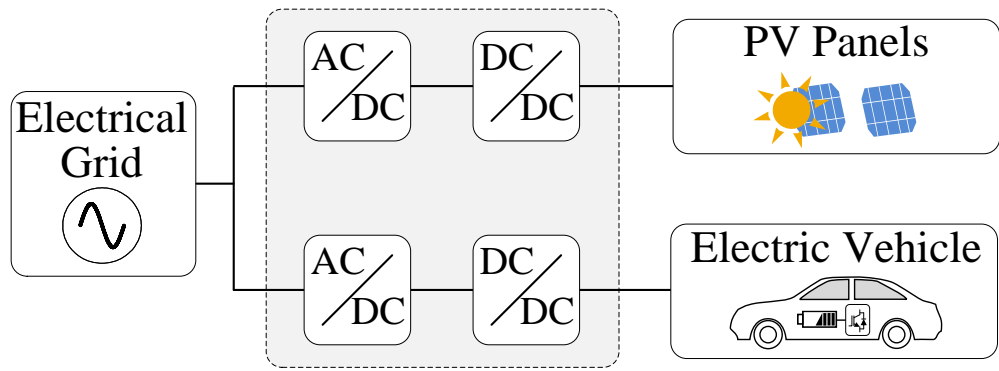 Electrical
Grid
AC
DC
DC
DC
PV Panels
AC
DC
DC
DC
Electric Vehicle